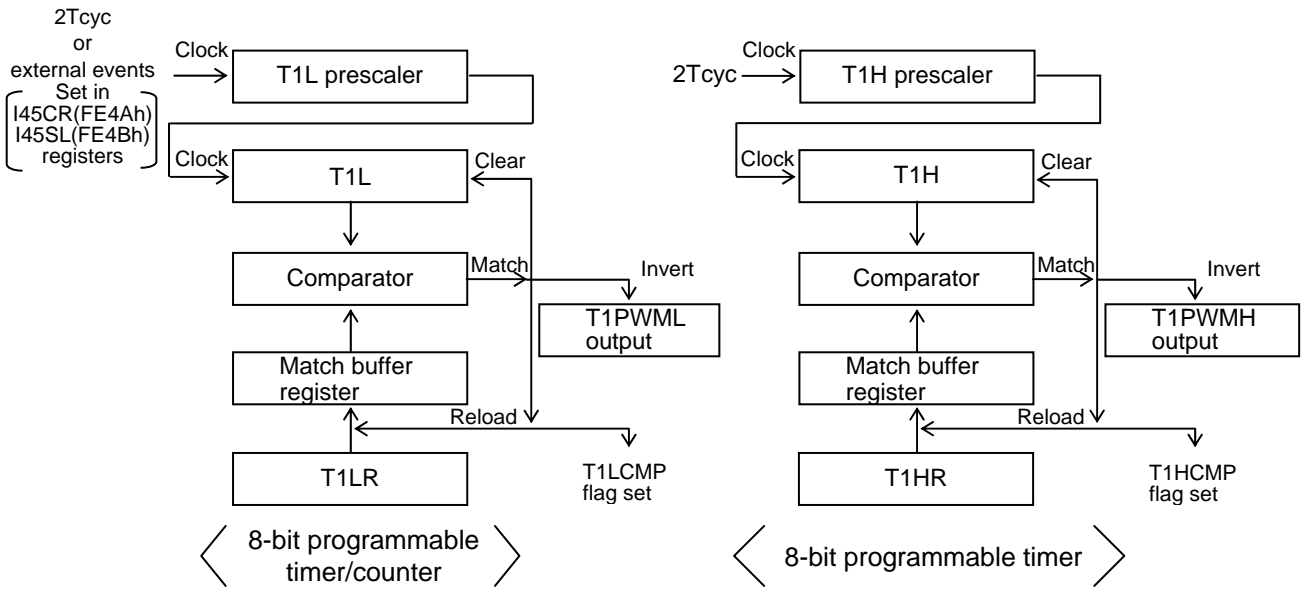 2Tcyc
or
external events
Set in
I45CR(FE4Ah)
I45SL(FE4Bh)
registers
Clock
T1L prescaler
Clock
T1L
Clear
Comparator
Match
Invert
T1PWML
output
Match buffer
register
Reload
T1LR
T1LCMP
flag set
8-bit programmable
timer/counter
2Tcyc
Clock
T1H prescaler
Clock
T1H
Clear
Comparator
Match
Invert
T1PWMH
output
Match buffer
register
Reload
T1HR
T1HCMP
flag set
8-bit programmable timer